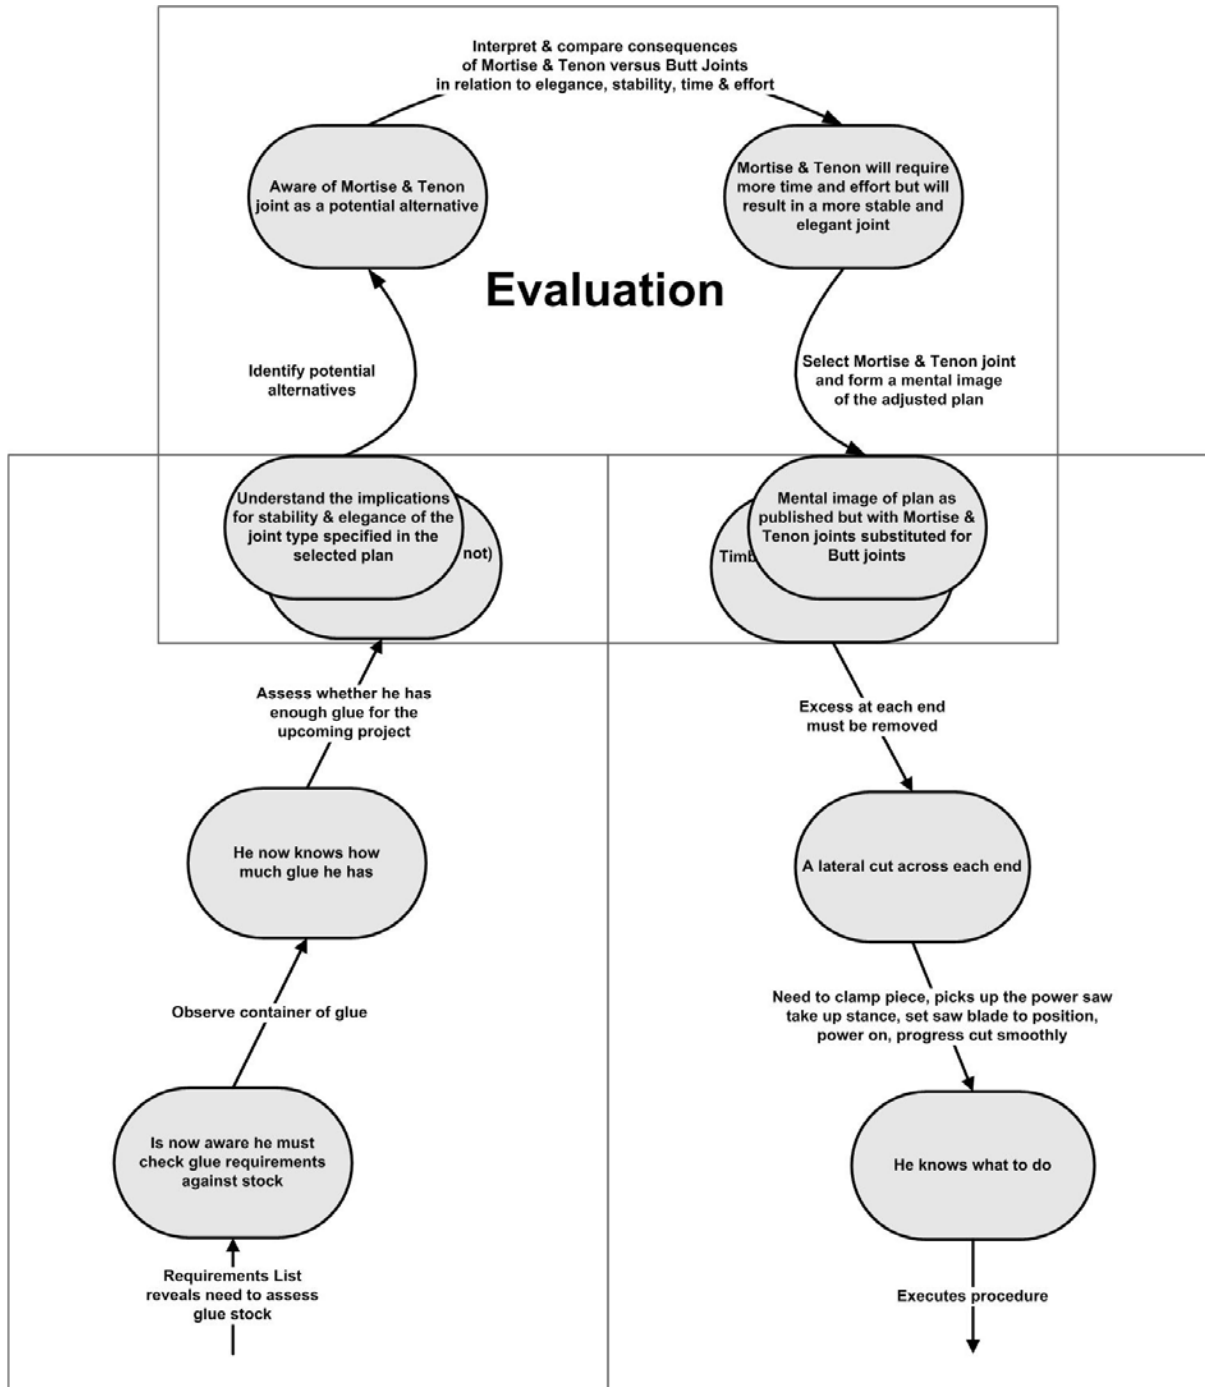 Interpret & compare consequences
of Mortise & Tenon versus Butt Joints
in relation to elegance, stability, time & effort
Aware of Mortise & Tenon
joint as a potential alternative
Mortise & Tenon will require
more time and effort but will
result in a more stable and
elegant joint
Evaluation
Identify potential
alternatives
Select Mortise & Tenon joint
and form a mental image
of the adjusted plan
Understand the implications
for stability & elegance of the
joint type specified in the
selected plan
not)
Timb
Mental image of plan as
published but with Mortise &
Tenon joints substituted for
Butt joints
Assess whether he has
enough glue for the
upcoming project
Excess at each end
must be removed
He now knows how
much glue he has
A lateral cut across each end
Observe container of glue
Need to clamp piece, picks up the power saw
take up stance, set saw blade to position,
power on, progress cut smoothly
Is now aware he must
check glue requirements
against stock
He knows what to do
Requirements List
reveals need to assess
glue stock
Executes procedure